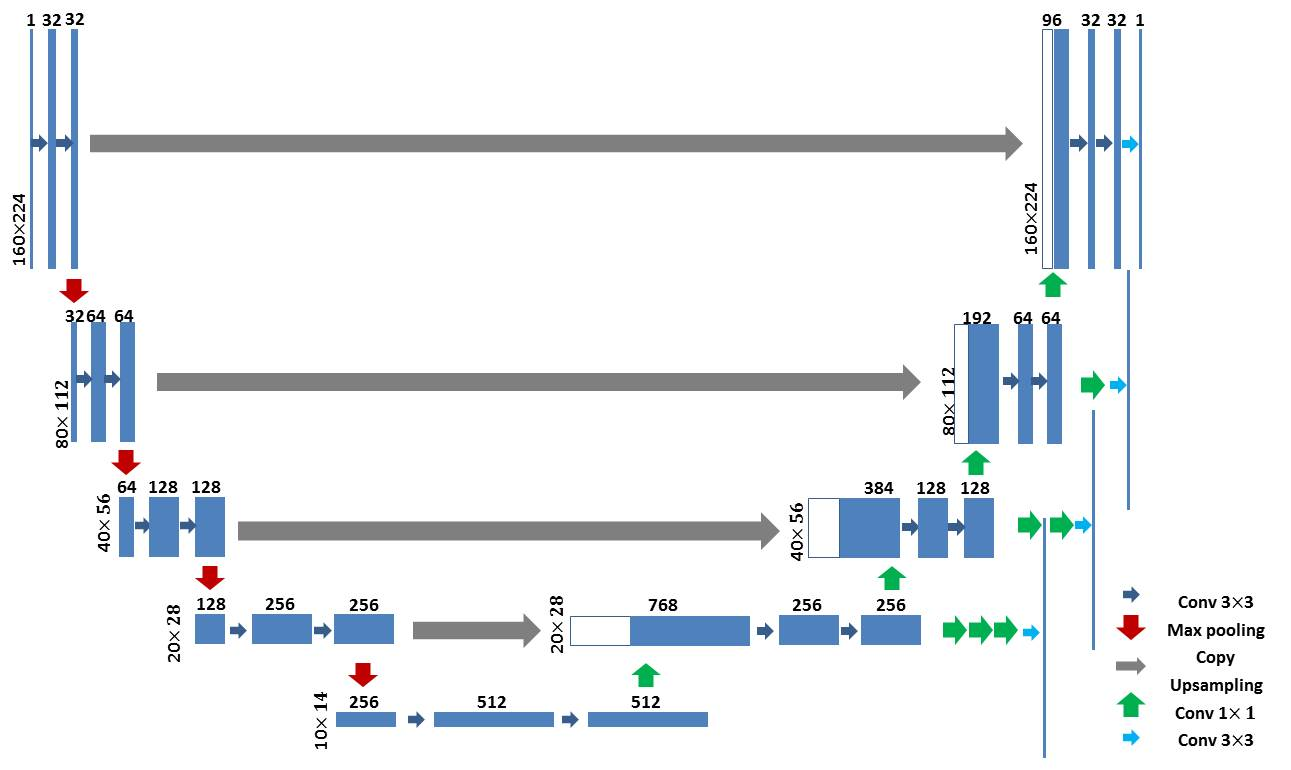 1 32 32
160×224
96 32 32 1
160×224
32 64 64
80× 112
192 64 64
80× 112
64 128 128
40× 56
384 128 128
40× 56
128 256 256
20× 28
768 256 256
20× 28
256 512 512
10× 14
Conv 3×3
Max pooling
Copy
Upsampling
Conv 1× 1
Conv 3×3